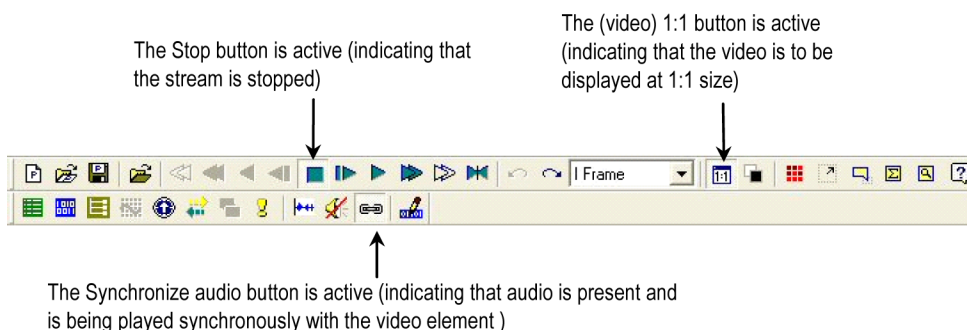 The (video) 1:1 button is active
(indicating that the video is to be
displayed at 1:1 size)
The Stop button is active (indicating that
the stream is stopped)
I Frame
1:1
The Synchronize audio button is active (indicating that audio is present and
is being played synchronously with the video element )